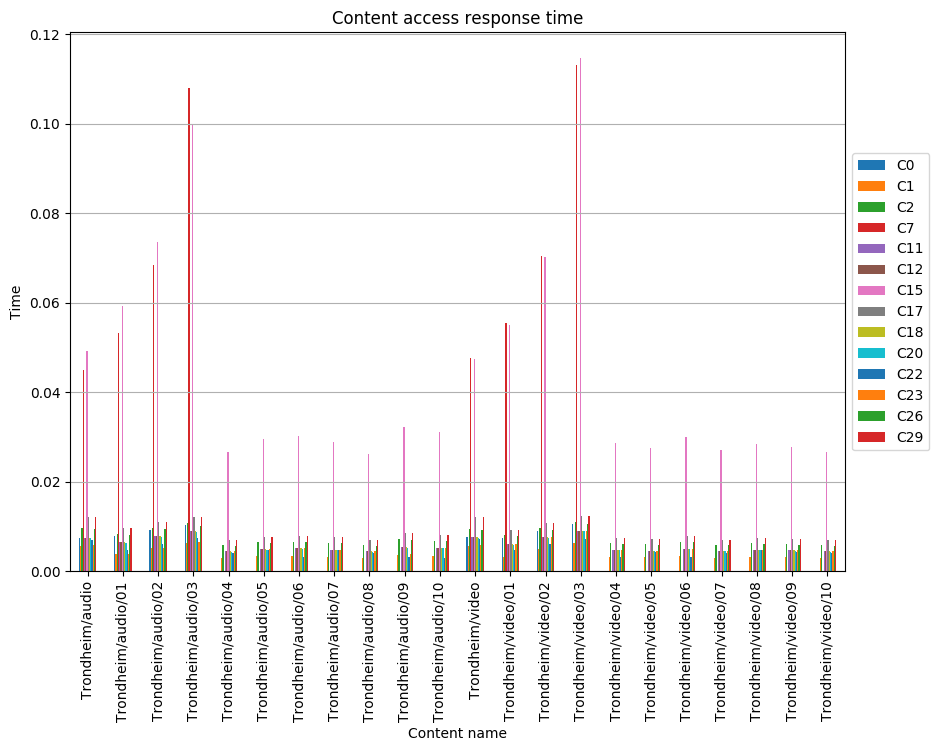 Content access response time
0.12
0.10
0.08
0.06
0.04
0.02
0.00
Time
C0
C1
C2
C7
C11
C12
C15
C17
C18
C20
C22
C23
C26
C29
Trondheim/audio
Trondheim/audio/01
Trondheim/audio/02
Trondheim/audio/03
Trondheim/audio/04
Trondheim/audio/05
Trondheim/audio/06
Trondheim/audio/07
Trondheim/audio/08
Trondheim/audio/09
Trondheim/audio/10
Trondheim/video
Trondheim/video/01
Trondheim/video/02
Trondheim/video/03
Trondheim/video/04
Trondheim/video/05
Trondheim/video/06
Trondheim/video/07
Trondheim/video/08
Trondheim/video/09
Trondheim/video/10
Content name